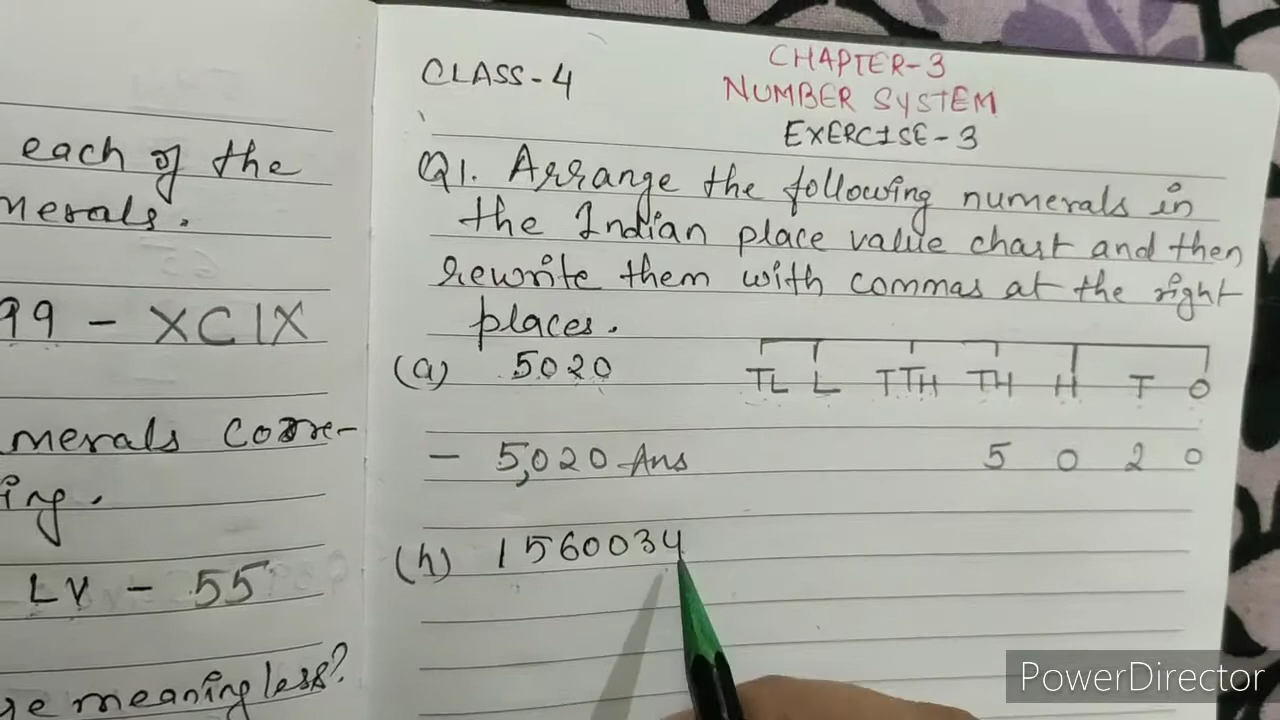 each of the
merals.
99 - XCIX
merals corre-
ing.
LV - 55
meaningless?
CLASS-4
CHAPTER-3
NUMBER SYSTEM
EXERCISE-3
Q1. Arrange the following numerals in
the Indian place value chart and then
rewrite them with commas at the right
places.
(a) 5020 TL L TTH TH H T O
- 5,020 Ans 5 0 2 0
(h) 1560034
PowerDirector